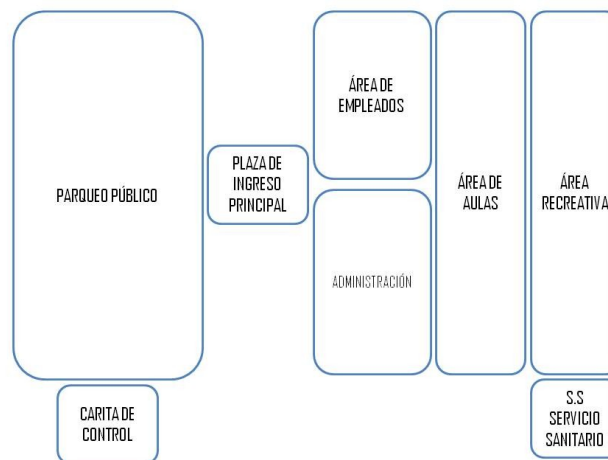 PARQUEO PÚBLICO
CARITA DE
CONTROL
PLAZA DE
INGRESO
PRINCIPAL
ÁREA DE
EMPLEADOS
ADMINISTRACIÓN
ÁREA DE
AULAS
ÁREA
RECREATIVA
S.S
SERVICIO
SANITARIO